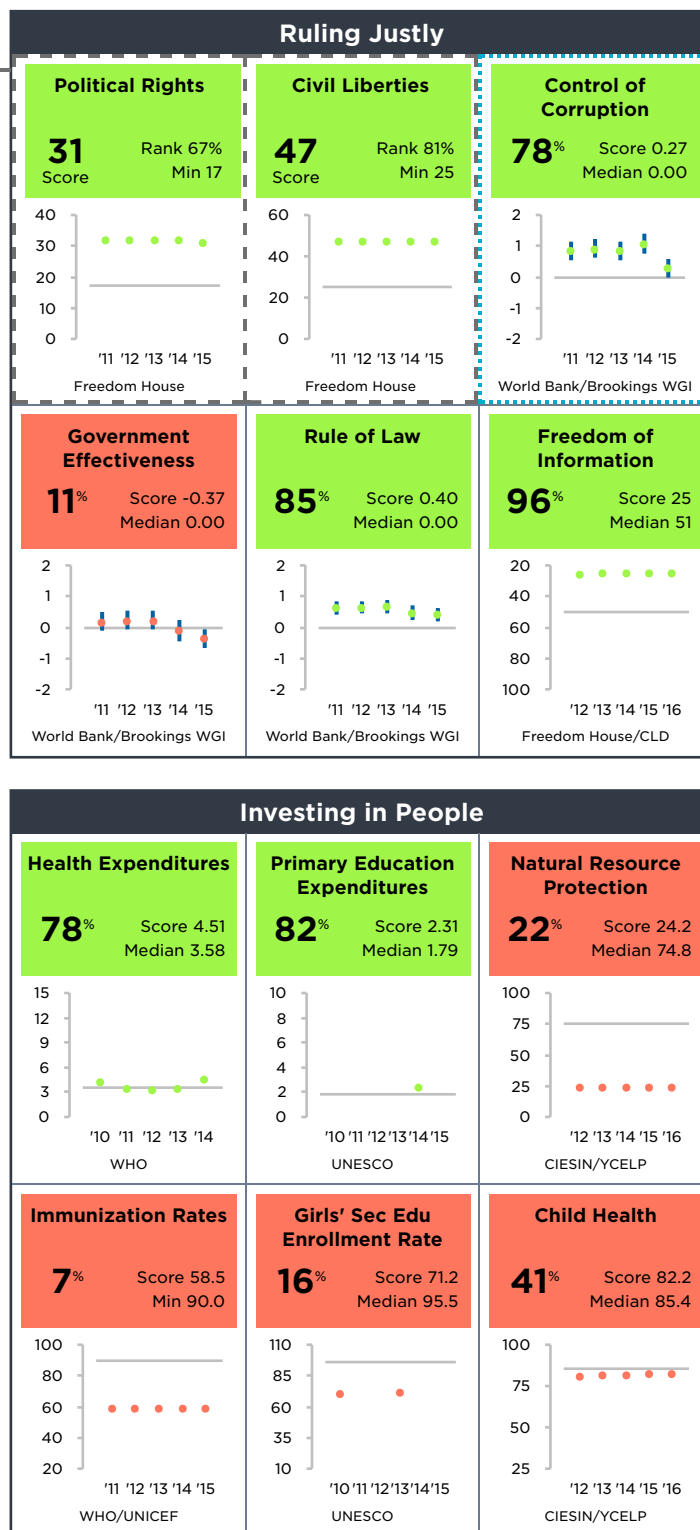 Ruling Justly
Political Rights
31
Score
Rank 67%
Min 17
40
30
20
10
0
'11 '12 '13 '14 '15
Freedom House
Civil Liberties
47
Score
Rank 81%
Min 25
60
40
20
0
'11 '12 '13 '14 '15
Freedom House
Control of
Corruption
78%
Score 0.27
Median 0.00
2
1
0
-1
-2
'11 '12 '13 '14 '15
World Bank/Brookings WGI
Government
Effectiveness
11%
Score -0.37
Median 0.00
2
1
0
-1
-2
'11 '12 '13 '14 '15
World Bank/Brookings WGI
Rule of Law
85%
Score 0.40
Median 0.00
2
1
0
-1
-2
'11 '12 '13 '14 '15
World Bank/Brookings WGI
Freedom of
Information
96%
Score 25
Median 51
20
40
60
80
100
'12 '13 '14 '15 '16
Freedom House/CLD
Investing in People
Health Expenditures
78%
Score 4.51
Median 3.58
15
12
9
6
3
0
'10 '11 '12 '13 '14
WHO
Primary Education
Expenditures
82%
Score 2.31
Median 1.79
10
8
6
4
2
0
'10 '11 '12 '13 '14 '15
UNESCO
Natural Resource
Protection
22%
Score 24.2
Median 74.8
100
75
50
25
0
'12 '13 '14 '15 '16
CIESIN/YCELP
Immunization Rates
7%
Score 58.5
Min 90.0
100
80
60
40
20
'11 '12 '13 '14 '15
WHO/UNICEF
Girls' Sec Edu
Enrollment Rate
16%
Score 71.2
Median 95.5
110
85
60
35
10
'10 '11 '12 '13 '14 '15
UNESCO
Child Health
41%
Score 82.2
Median 85.4
100
75
50
25
'12 '13 '14 '15 '16
CIESIN/YCELP